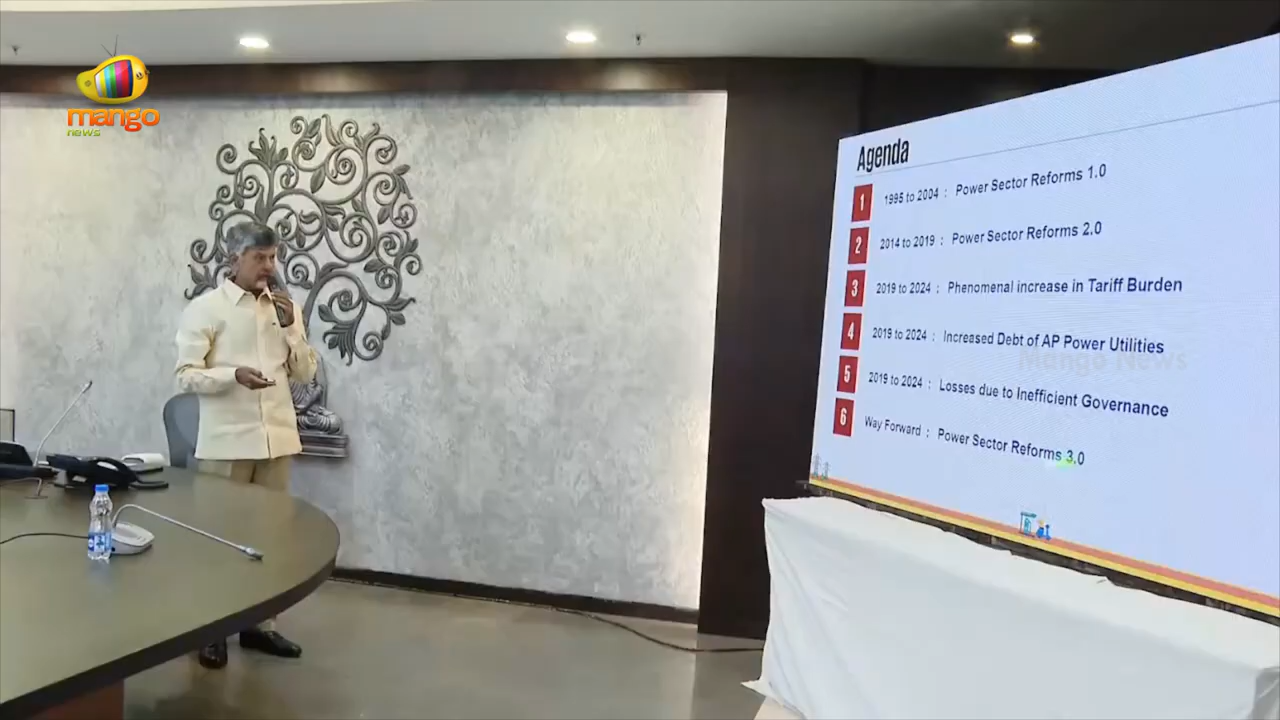 mango
news
Agenda
1 1995 to 2004 : Power Sector Reforms 1.0
2 2014 to 2019 : Power Sector Reforms 2.0
3 2019 to 2024 : Phenomenal increase in Tariff Burden
4 2019 to 2024 : Increased Debt of AP Power Utilities
Mango News
5 2019 to 2024 : Losses due to Inefficient Governance
6 Way Forward : Power Sector Reforms 3.0